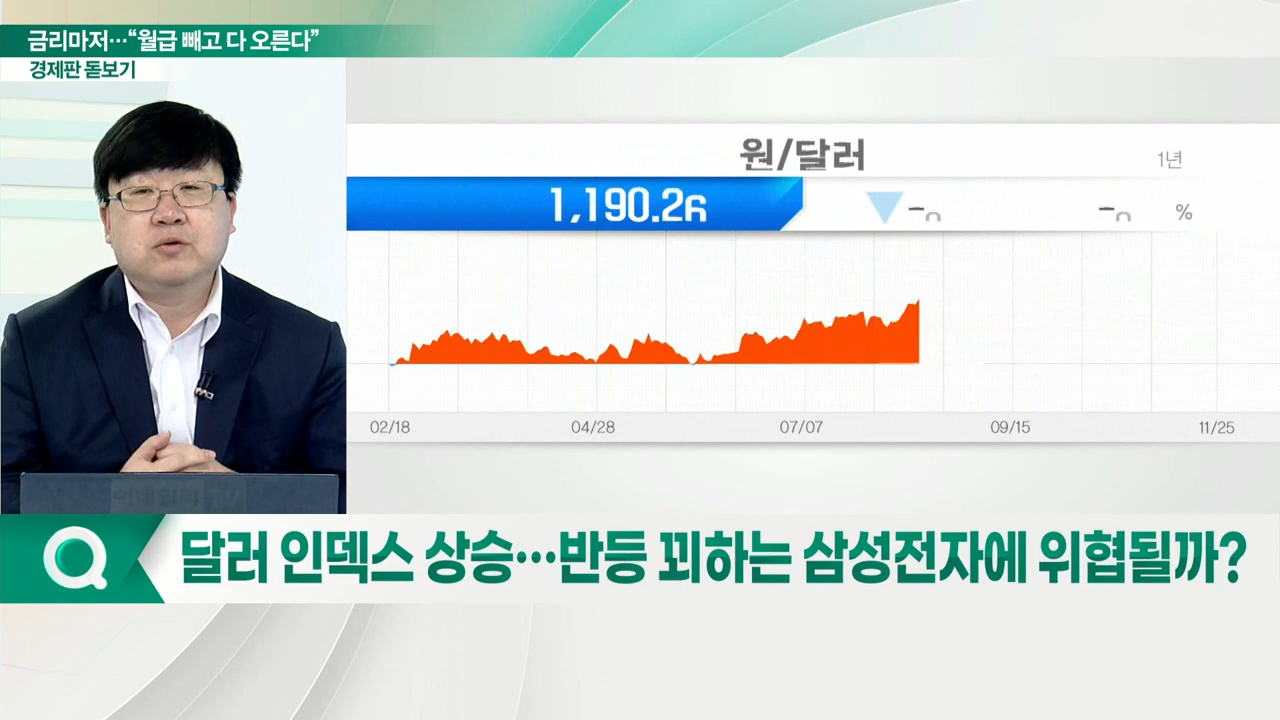 금리마저…“월급 빼고 다 오른다”
경제판 돋보기
원/달러
1년
1,190.2
%
02/18
04/28
07/07
09/15
11/25
달러 인덱스 상승…반등 꾀하는 삼성전자에 위협될까?